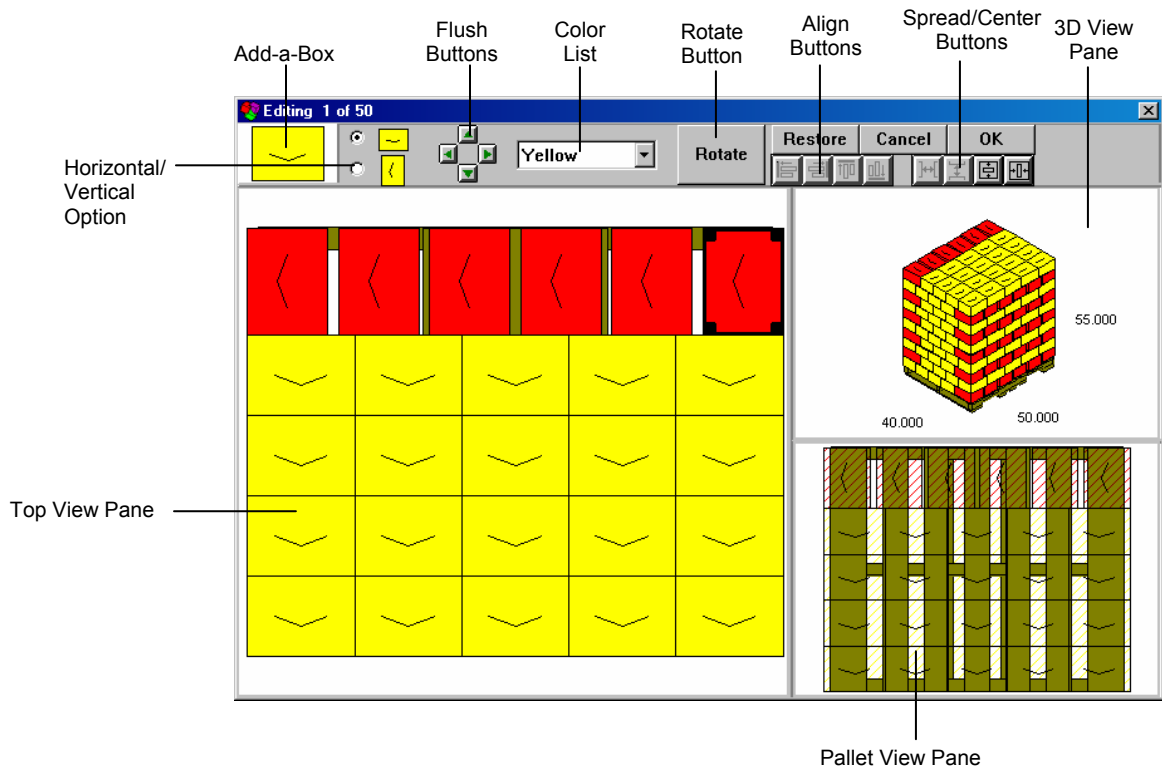 Add-a-Box
Flush
Buttons
Color
List
Rotate
Button
Align
Buttons
Spread/Center
Buttons
3D View
Pane
Editing 1 of 50
Horizontal/
Vertical
Option
Yellow
Rotate
Restore
Cancel
OK
55.000
40.000
50.000
Top View Pane
Pallet View Pane